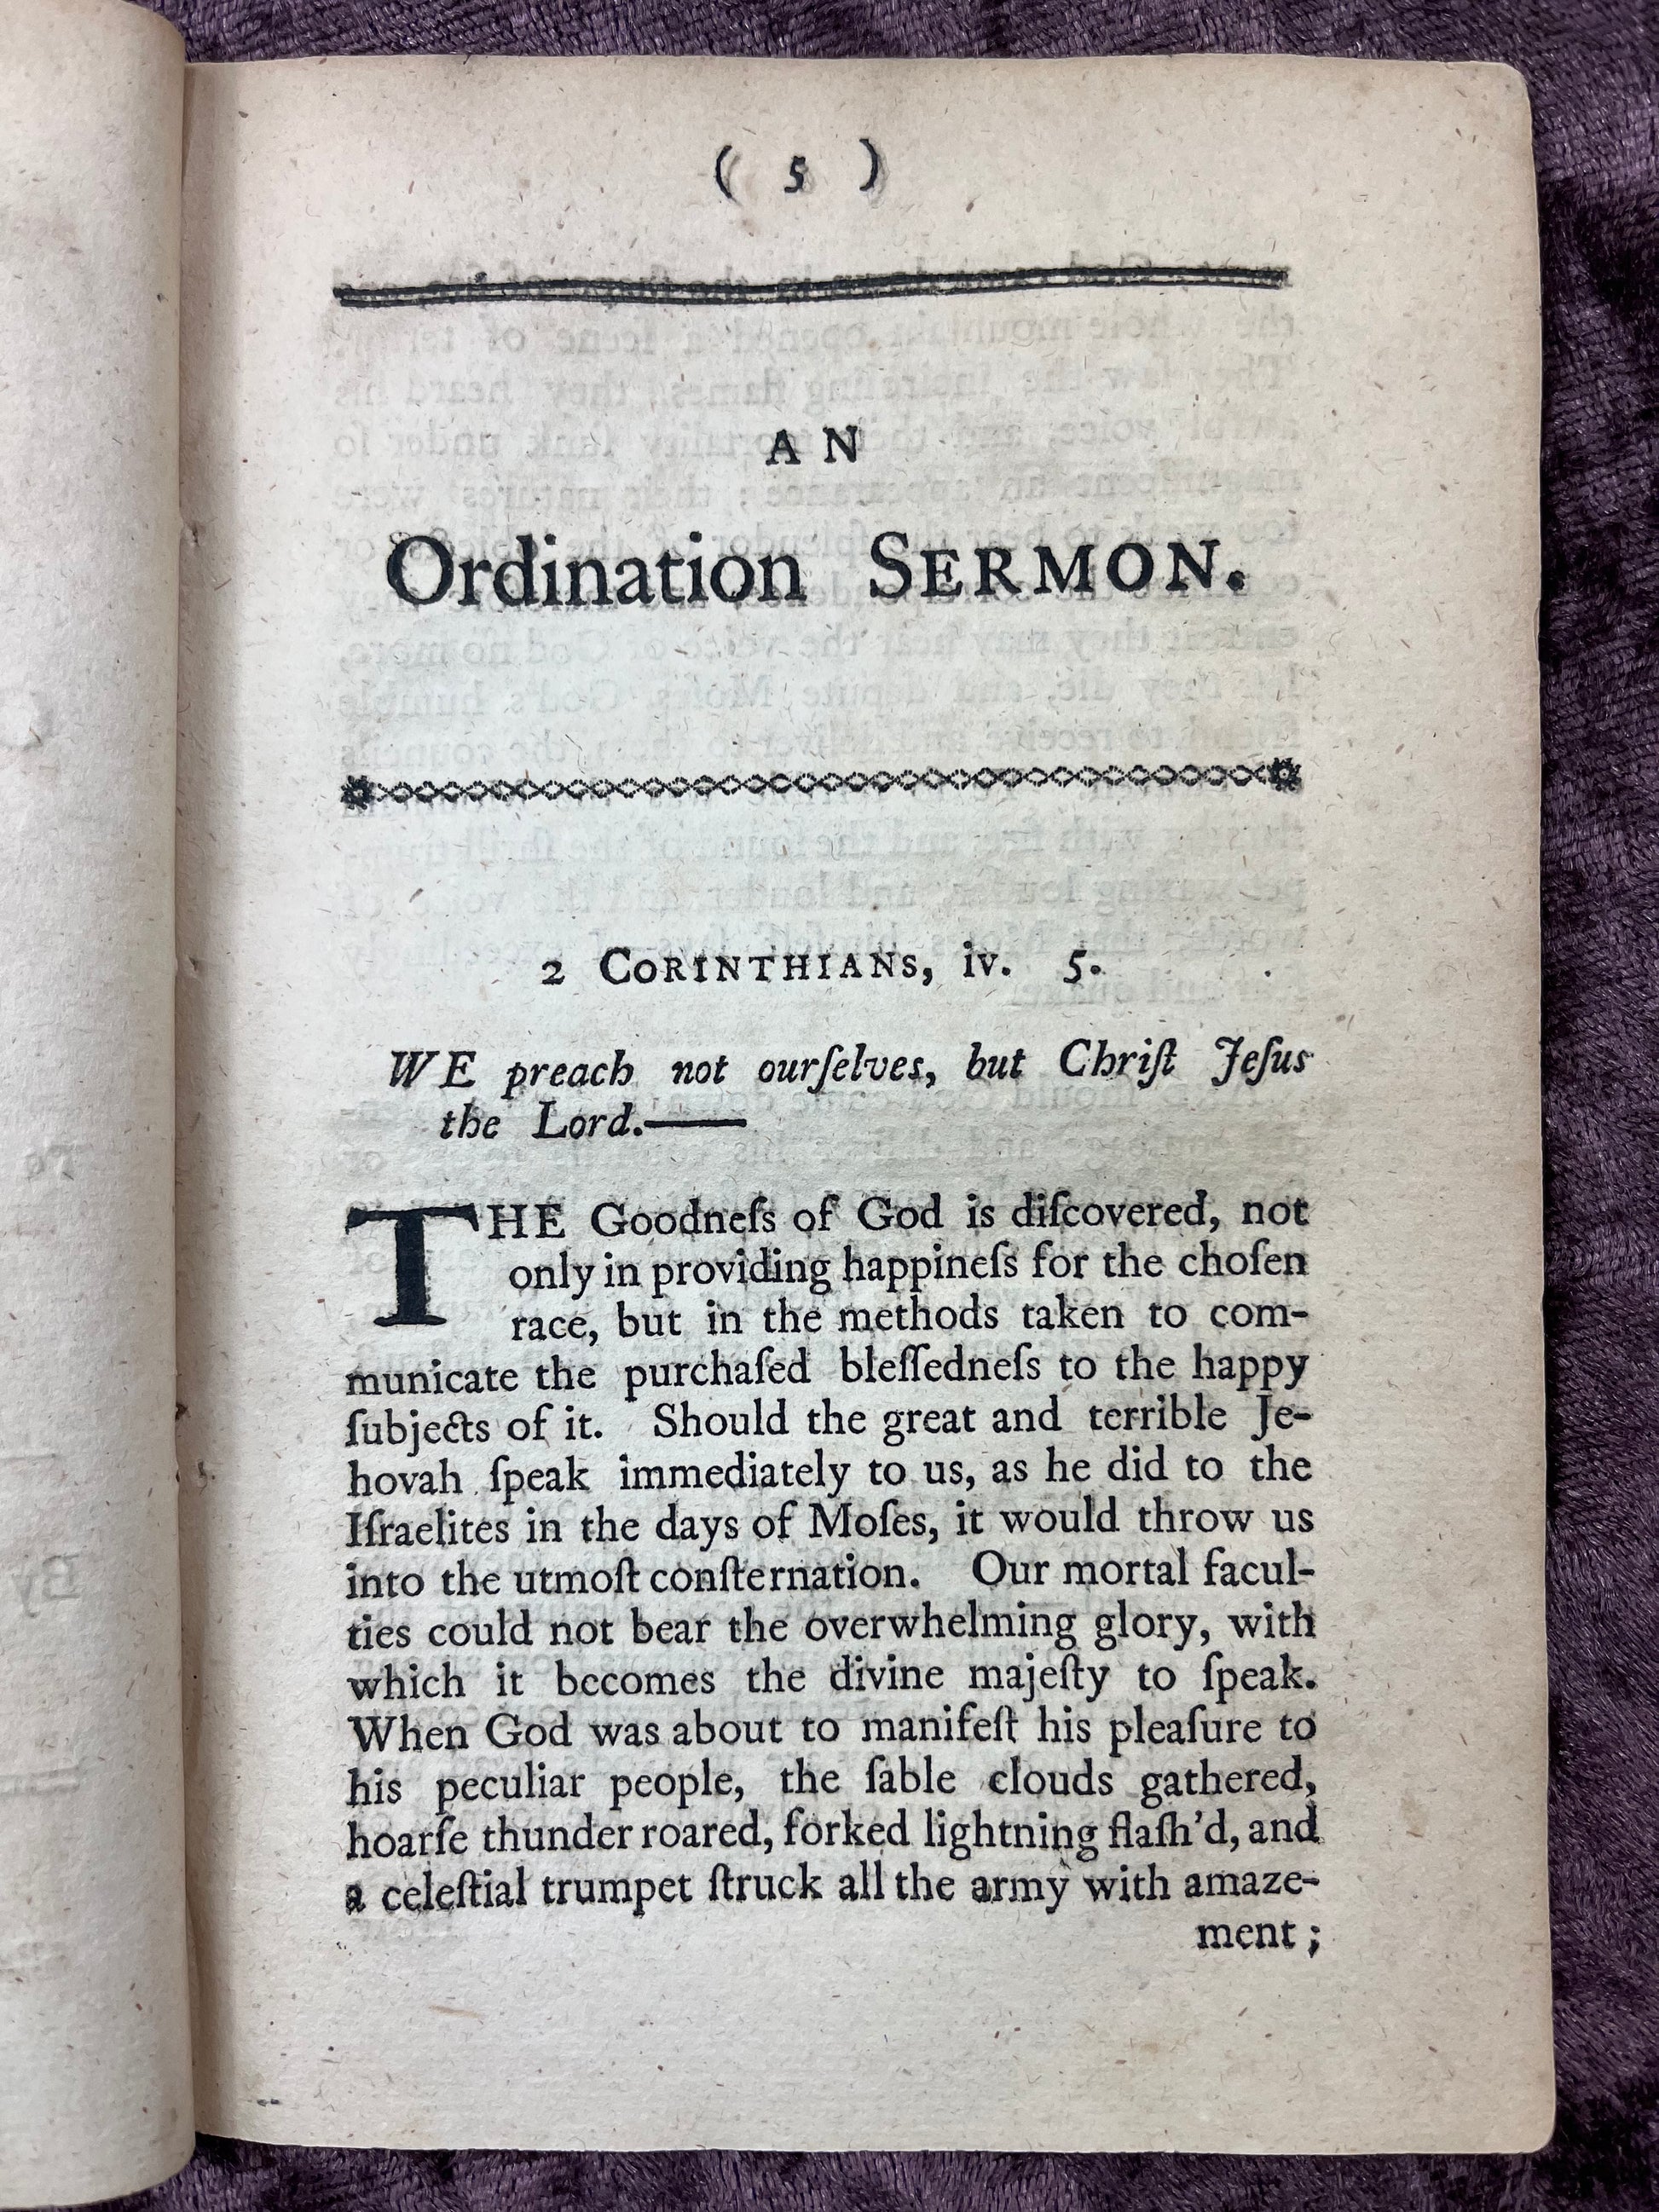 ( 5 )
AN
Ordination SERMON.
2 CORINTHIANS, iv. 5.
WE preach not ourſelves, but Chriſt Jeſus
the Lord.——
THE Goodneſs of God is diſcovered, not
only in providing happineſs for the choſen
race, but in the methods taken to com-
municate the purchaſed bleſſedneſs to the happy
ſubjects of it. Should the great and terrible Je-
hovah ſpeak immediately to us, as he did to the
Iſraelites in the days of Moſes, it would throw us
into the utmoſt conſternation. Our mortal facul-
ties could not bear the overwhelming glory, with
which it becomes the divine majeſty to ſpeak.
When God was about to manifeſt his pleaſure to
his peculiar people, the ſable clouds gathered,
hoarſe thunder roared, forked lightning flaſh'd, and
a celeſtial trumpet ſtruck all the army with amaze-
ment ;